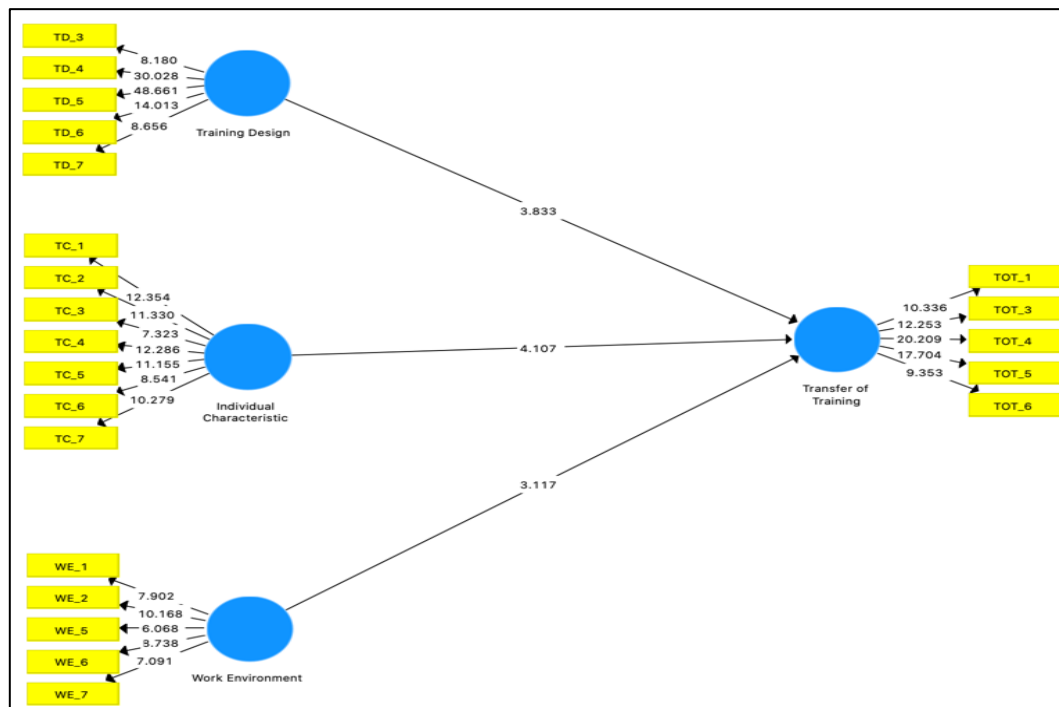 TD_3
TD_4
TD_5
TD_6
TD_7
8.180
30.028
48.661
14.013
8.656
Training Design
3.833
TC_1
TC_2
TC_3
TC_4
TC_5
TC_6
TC_7
12.354
11.330
7.323
12.286
11.155
8.541
10.279
Individual
Characteristic
4.107
TOT_1
TOT_3
TOT_4
TOT_5
TOT_6
10.336
12.253
20.209
17.704
9.353
Transfer of
Training
3.117
WE_1
WE_2
WE_5
WE_6
WE_7
7.902
10.168
6.068
7.091
Work Environment